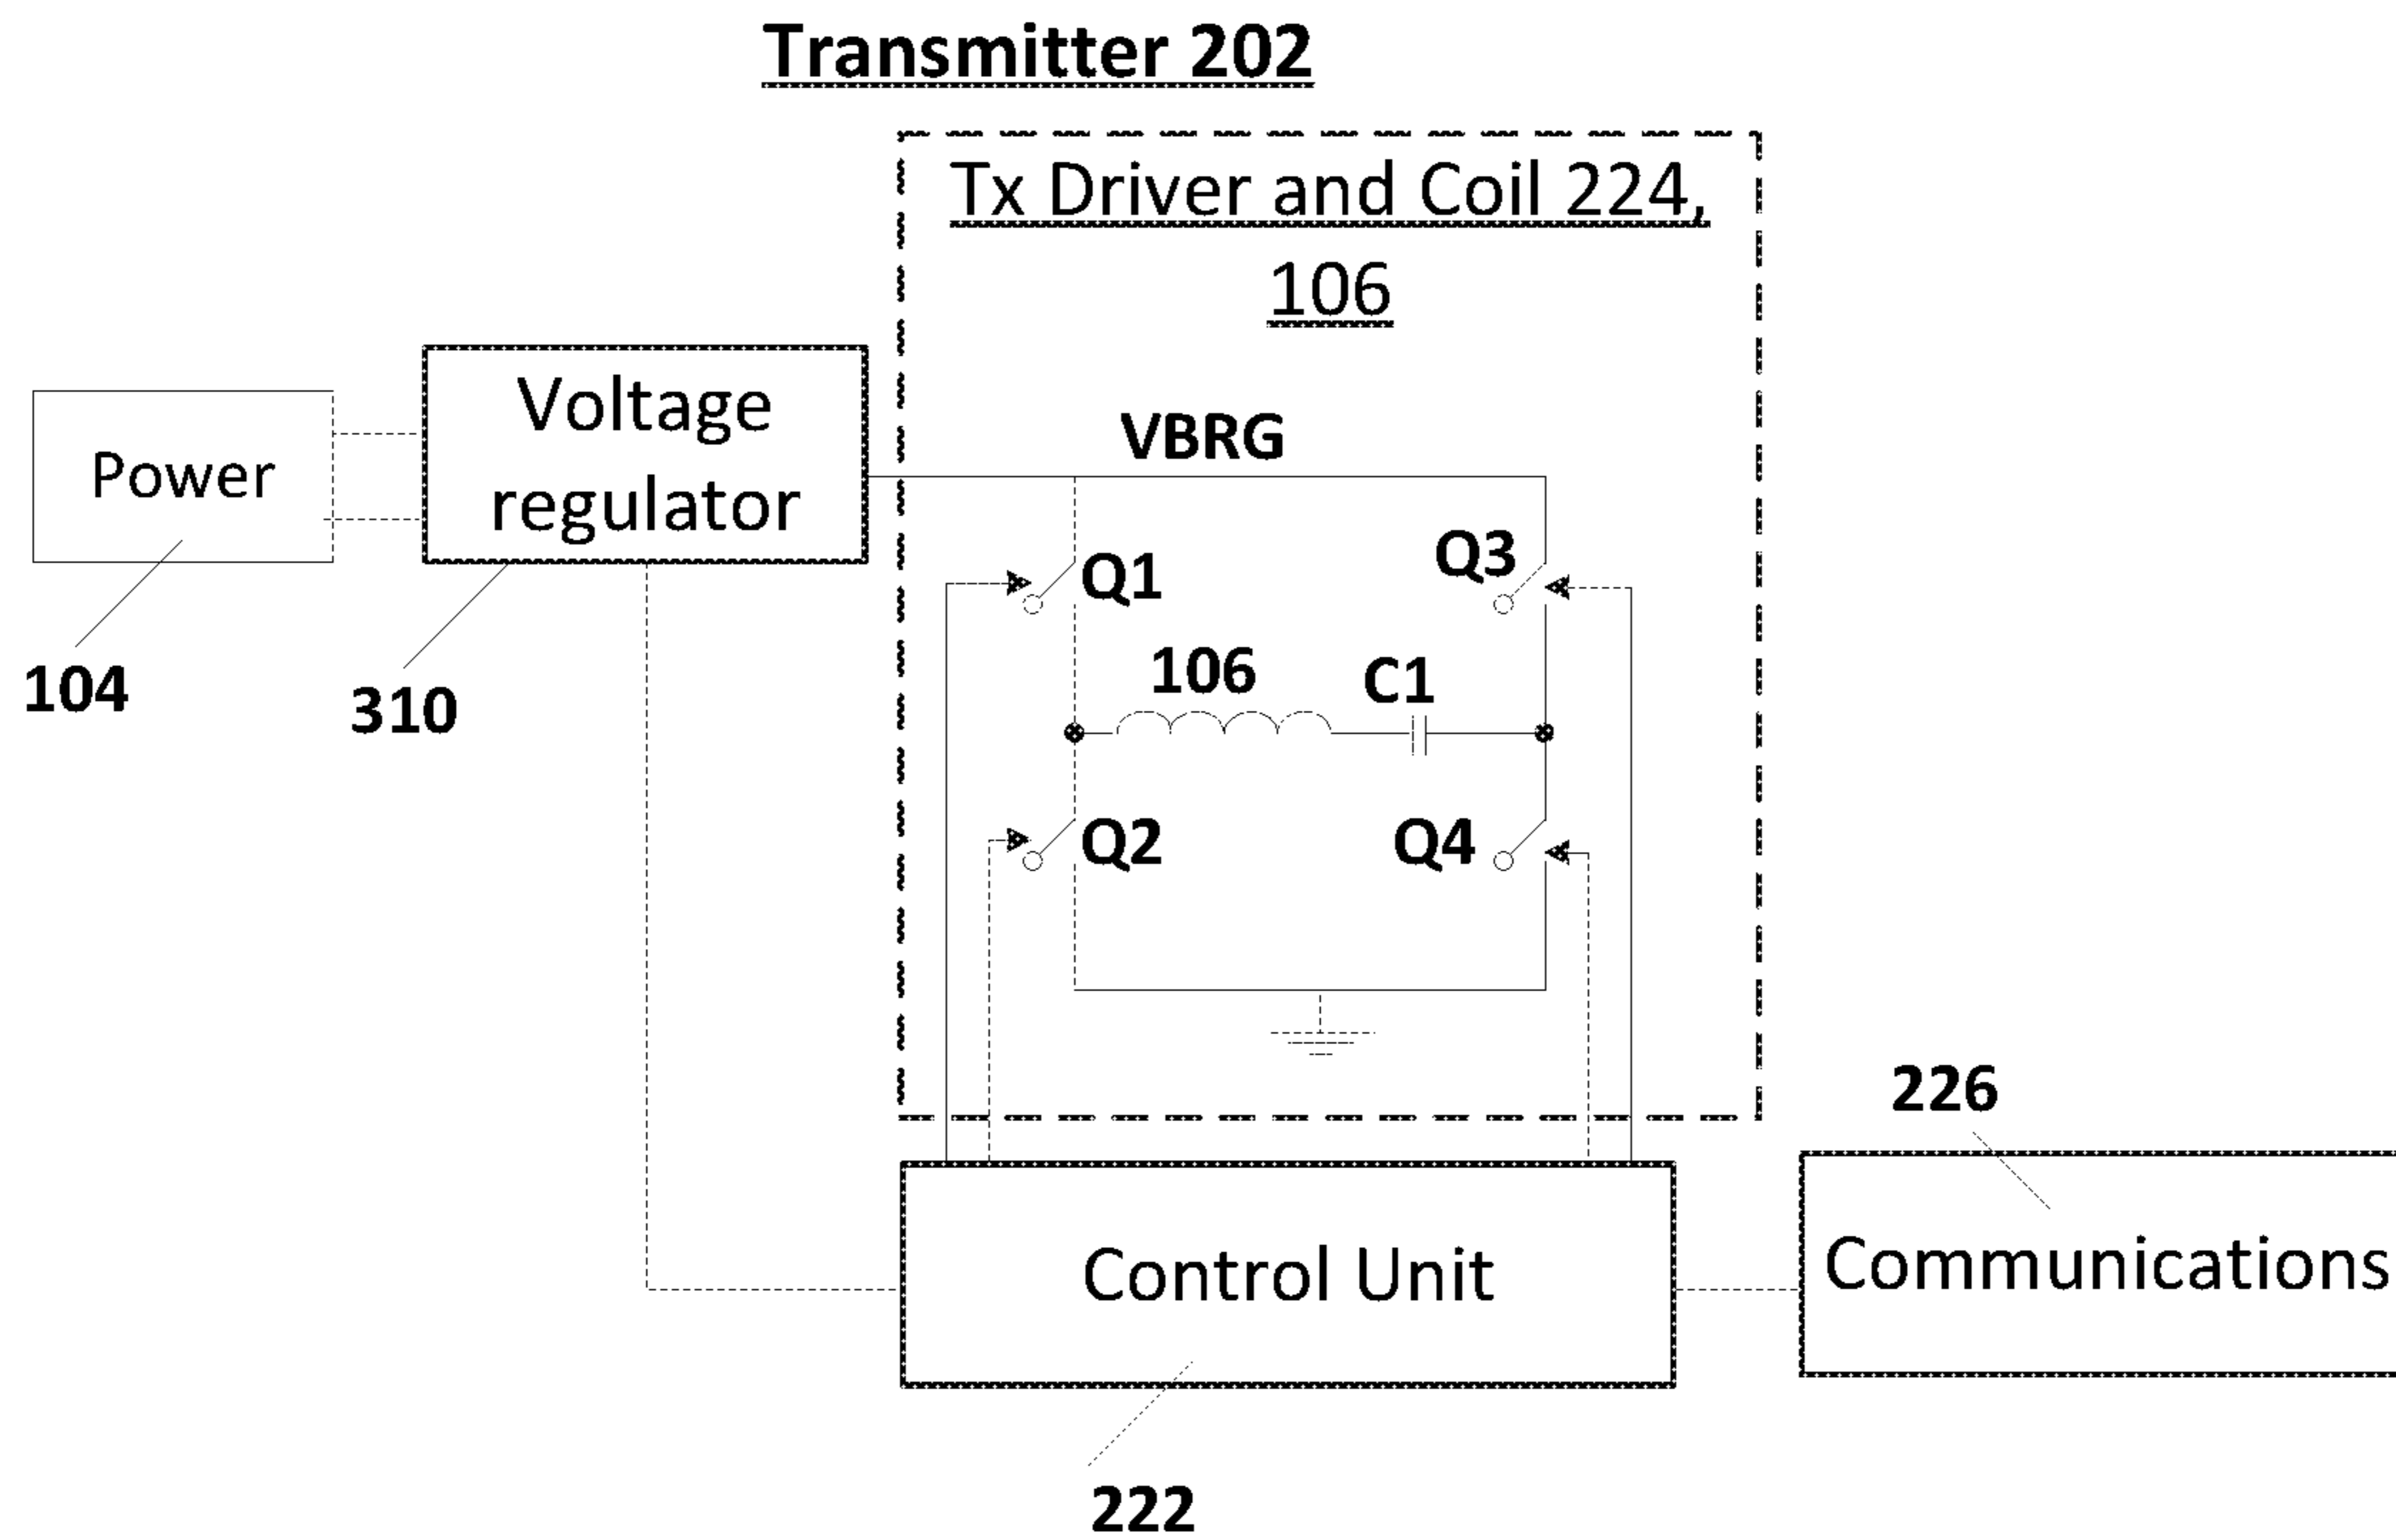 Transmitter 202
Tx Driver and Coil 224,
106
Voltage
regulator
Power
VBRG
Q1
Q3
104
310
106
C1
Q2
Q4
226
Control Unit
Communications
222